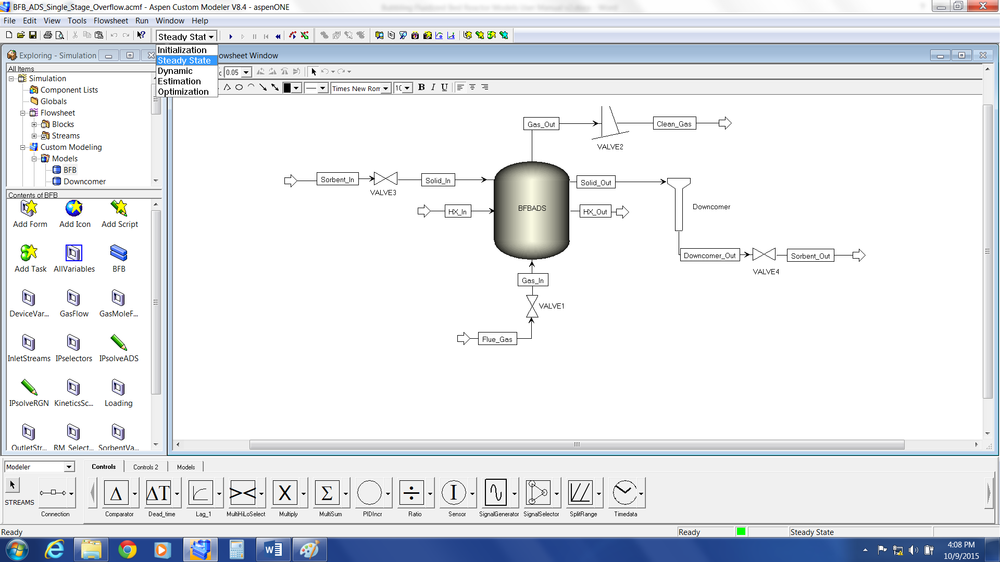 BFB_ADS_Single_Stage_Overflow.acmf - Aspen Custom Modeler V8.4 - aspenONE
File Edit View Tools Flowsheet Run Window Help
Steady Stat
Initialization
Steady State
Dynamic
Estimation
Optimization
Exploring - Simulation
owsheet Window
All Items
Simulation
Component Lists
Globals
Flowsheet
Blocks
Streams
Custom Modeling
Models
BFB
Downcomer
0.05
Times New Rom
B I U
Contents of BFB
Add Form Add Icon Add Script
Add Task AllVariables BFB
DeviceVar... GasFlow GasMoleF...
InletStreams IPselectors IPsolveADS
IPsolveRGN KineticsSc... Loading
OutletStr... RM_Select... SorbentVa...
Gas_Out
Clean_Gas
VALVE2
Sorbent_In
VALVE3
Solid_In
Solid_Out
HX_In
BFBADS
HX_Out
Downcomer
Downcomer_Out
Sorbent_Out
VALVE4
Gas_In
VALVE1
Flue_Gas
Modeler
Controls Controls 2 Models
STREAMS
Connection
Δ ΔT >< X Σ ÷ I
Comparator Dead_time Lag_1 MultiHiLoSelect Multiply MultiSum PIDIncr Ratio Sensor SignalGenerator SignalSelector SplitRange Timedata
Ready
Ready
Steady State
4:08 PM
10/9/2015